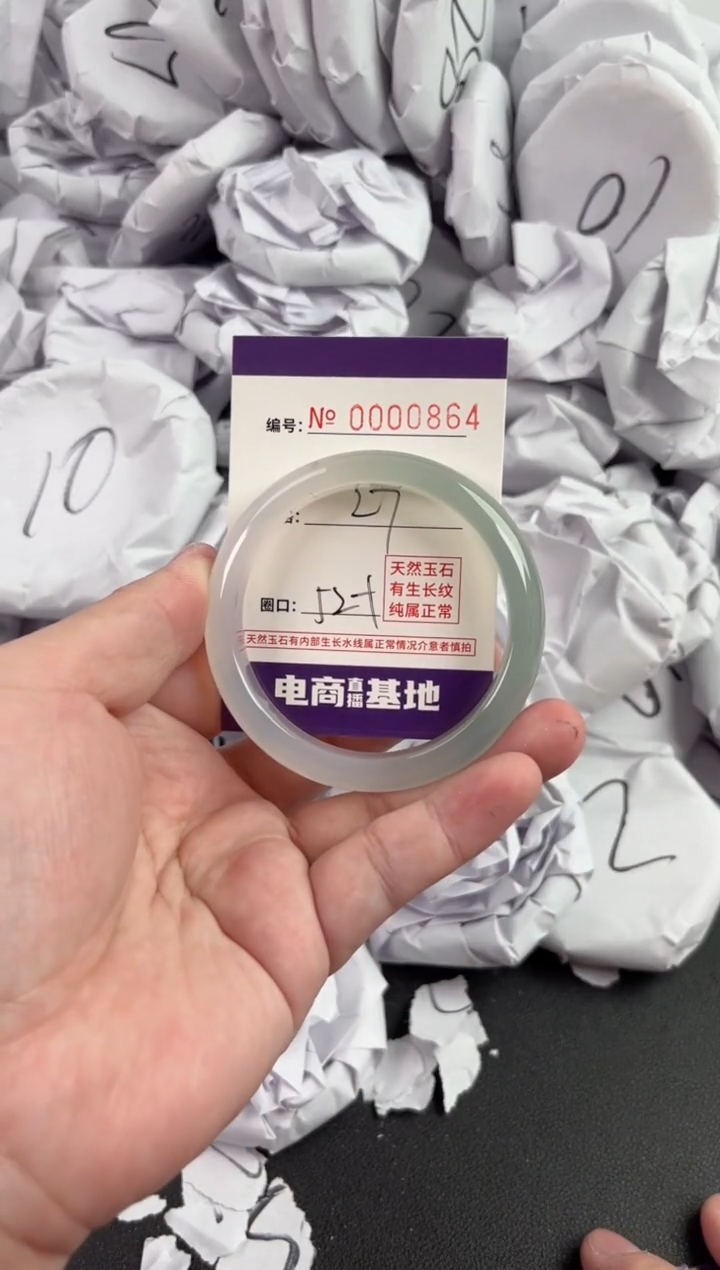 28
10
10
编号: № 0000864
27
天然玉石
有生长纹
纯属正常
圈口: 52+
天然玉石有内部生长水线属正常情况介意者慎拍
电商直播基地
2